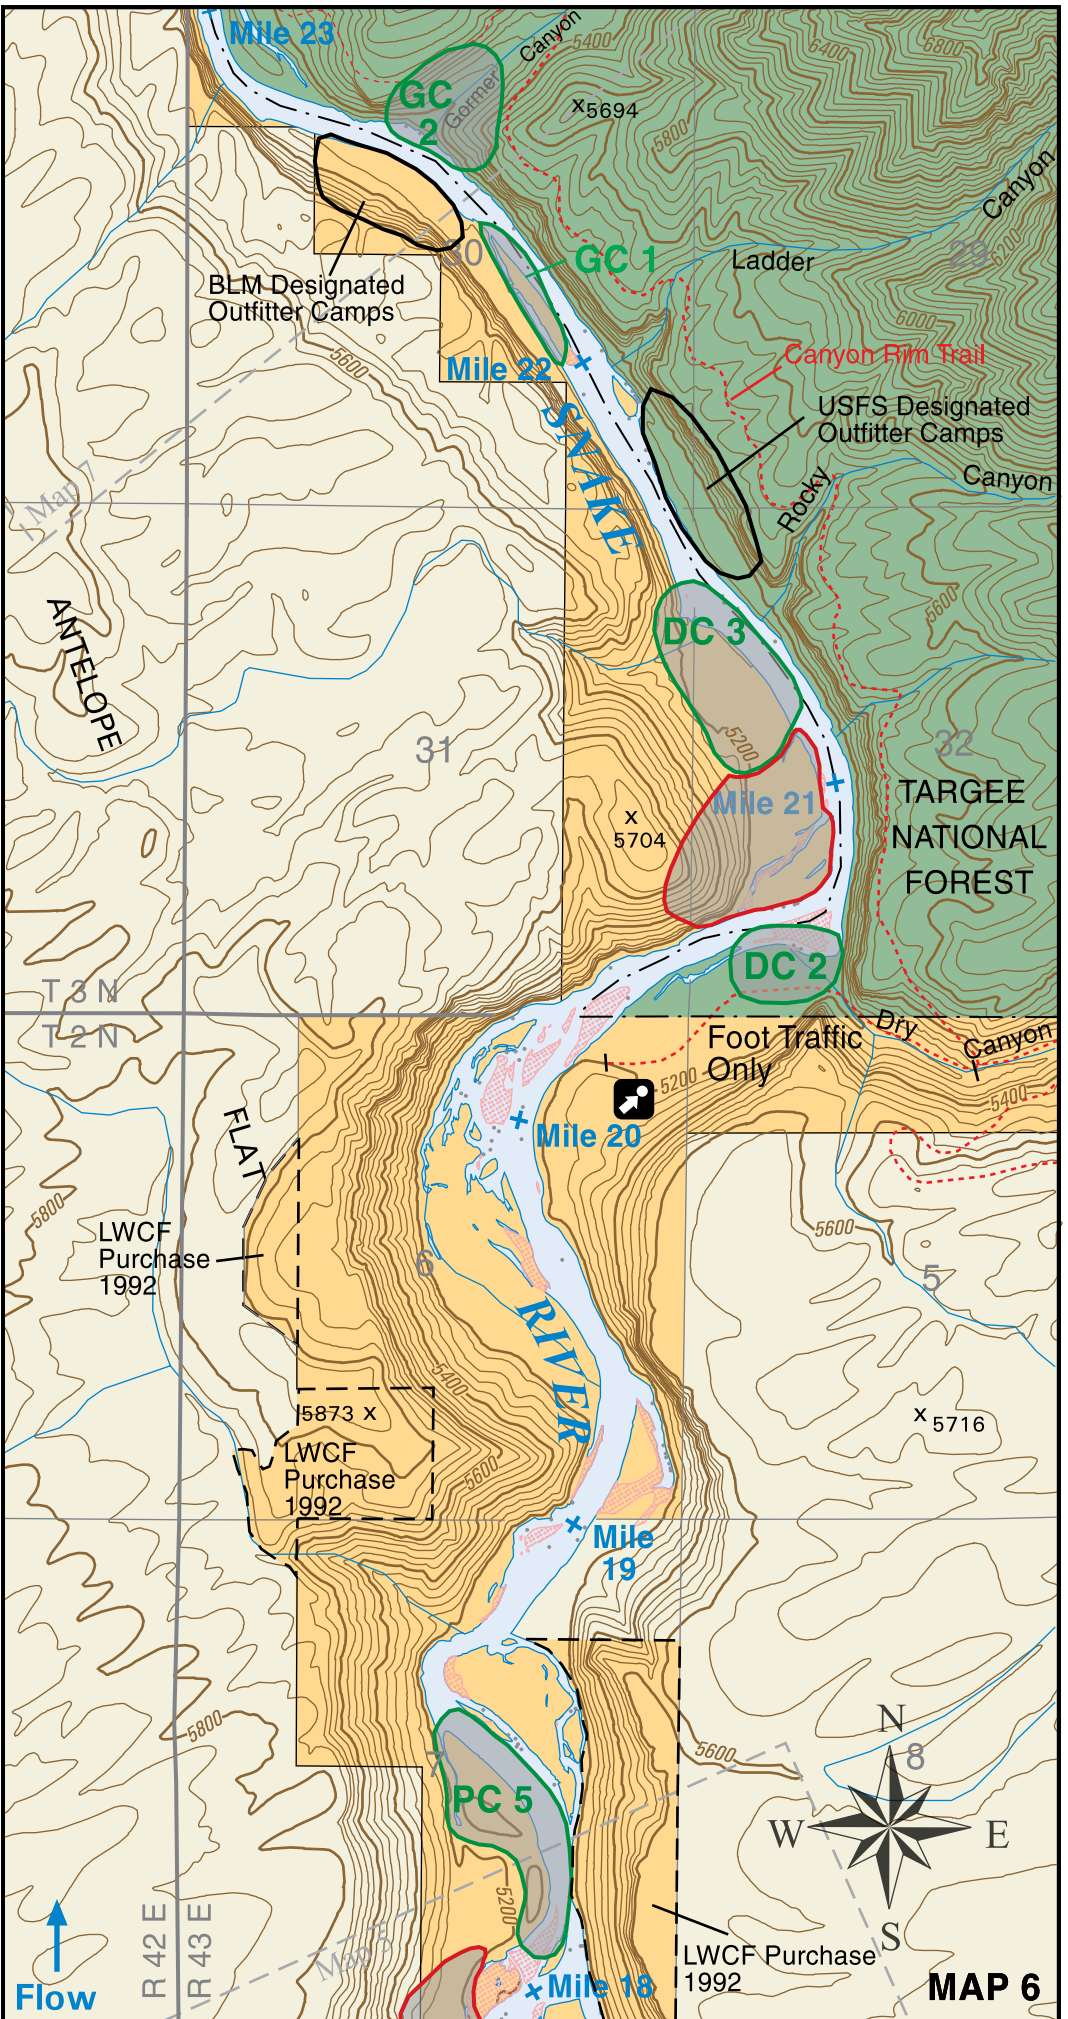 Mile 23
Canyon
5400
6400
6800
GC
2
Gormer
x5694
5800
Canyon
30
29
6200
GC 1
Ladder
BLM Designated
Outfitter Camps
6000
5600
Mile 22
Canyon Rim Trail
SNAKE
USFS Designated
Outfitter Camps
Canyon
Rocky
Map 7
5600
ANTELOPE
DC 3
31
5200
32
Mile 21
TARGEE
NATIONAL
FOREST
x
5704
DC 2
T 3 N
T 2 N
Dry
Canyon
Foot Traffic
Only
5200
5400
FLAT
Mile 20
5800
LWCF
Purchase
1992
5600
6
5
RIVER
5400
5873 x
x 5716
LWCF
Purchase
1992
5600
Mile
19
5800
N
5600
7
8
PC 5
W
E
5200
S
R 42 E
R 43 E
Map 5
LWCF Purchase
1992
Flow
Mile 18
MAP 6